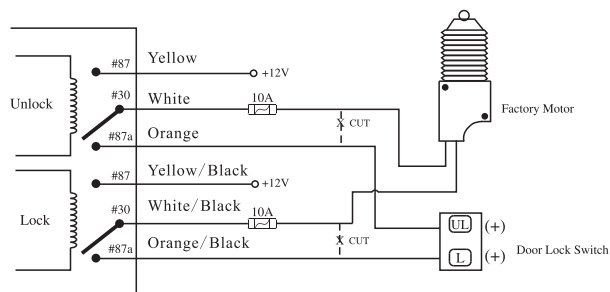 #87 Yellow
+12V
#30 White 10A
Unlock
X CUT
Factory Motor
#87a Orange
#87 Yellow/Black
+12V
#30 White/Black 10A
Lock
UL (+)
X CUT
Door Lock Switch
#87a Orange/Black
L (+)